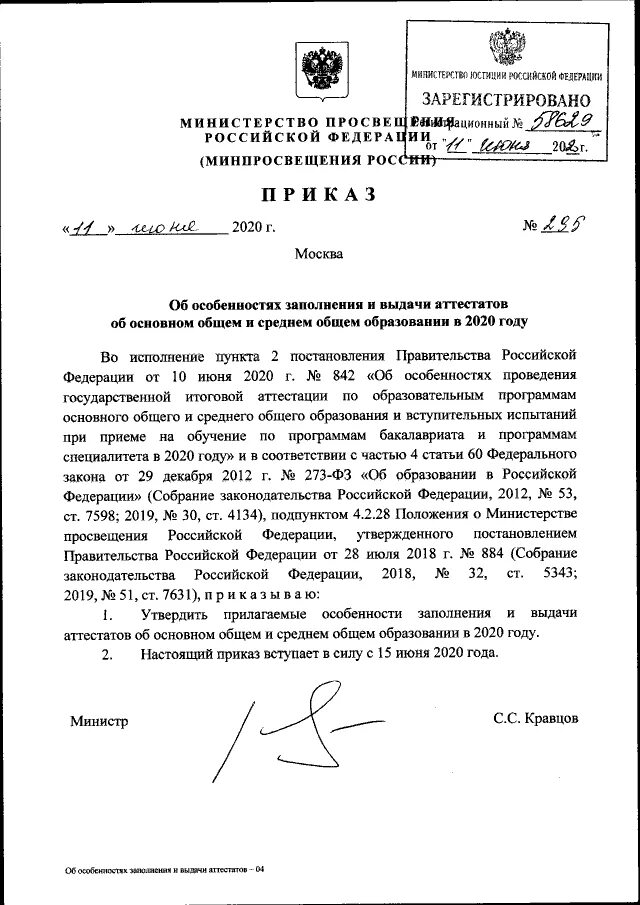 МИНИСТЕРСТВО ЮСТИЦИИ РОССИЙСКОЙ ФЕДЕРАЦИИ
ЗАРЕГИСТРИРОВАНО
Регистрационный № 58629
от "11" июня 2020 г.
МИНИСТЕРСТВО ПРОСВЕЩЕНИЯ
РОССИЙСКОЙ ФЕДЕРАЦИИ
(МИНПРОСВЕЩЕНИЯ РОССИИ)
ПРИКАЗ
«11» июня 2020 г.
№ 295
Москва
Об особенностях заполнения и выдачи аттестатов
об основном общем и среднем общем образовании в 2020 году
Во исполнение пункта 2 постановления Правительства Российской
Федерации от 10 июня 2020 г. № 842 «Об особенностях проведения
государственной итоговой аттестации по образовательным программам
основного общего и среднего общего образования и вступительных испытаний
при приеме на обучение по программам бакалавриата и программам
специалитета в 2020 году» и в соответствии с частью 4 статьи 60 Федерального
закона от 29 декабря 2012 г. № 273-ФЗ «Об образовании в Российской
Федерации» (Собрание законодательства Российской Федерации, 2012, № 53,
ст. 7598; 2019, № 30, ст. 4134), подпунктом 4.2.28 Положения о Министерстве
просвещения Российской Федерации, утвержденного постановлением
Правительства Российской Федерации от 28 июля 2018 г. № 884 (Собрание
законодательства Российской Федерации, 2018, № 32, ст. 5343;
2019, № 51, ст. 7631), п р и к а з ы в а ю:
1. Утвердить прилагаемые особенности заполнения и выдачи
аттестатов об основном общем и среднем общем образовании в 2020 году.
2. Настоящий приказ вступает в силу с 15 июня 2020 года.
Министр
С.С. Кравцов
Об особенностях заполнения и выдачи аттестатов – 04